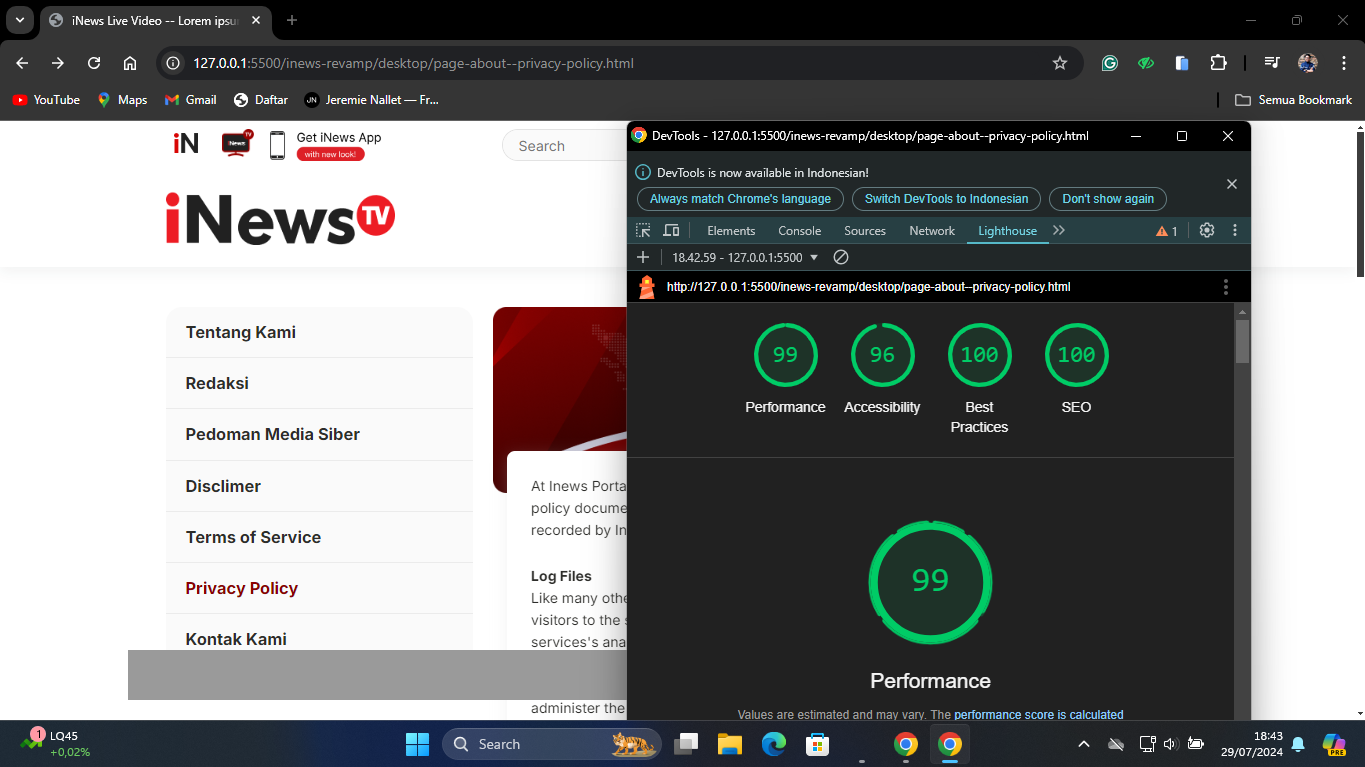 iNews Live Video -- Lorem ipsu
127.0.0.1:5500/inews-revamp/desktop/page-about--privacy-policy.html
YouTube
Maps
Gmail
Daftar
JN
Jeremie Nallet — Fr...
Semua Bookmark
iN
iNews
TV
Get iNews App
with new look!
Search
iNews TV
Tentang Kami
Redaksi
Pedoman Media Siber
Disclimer
Terms of Service
Privacy Policy
Kontak Kami
At Inews Porta
policy docume
recorded by In
Log Files
Like many othe
visitors to the s
services's ana
administer the
DevTools - 127.0.0.1:5500/inews-revamp/desktop/page-about--privacy-policy.html
DevTools is now available in Indonesian!
Always match Chrome's language
Switch DevTools to Indonesian
Don't show again
Elements
Console
Sources
Network
Lighthouse
1
18.42.59 - 127.0.0.1:5500
http://127.0.0.1:5500/inews-revamp/desktop/page-about--privacy-policy.html
99
96
100
100
Performance
Accessibility
Best
Practices
SEO
99
Performance
Values are estimated and may vary. The performance score is calculated
1
LQ45
+0,02%
Search
18:43
29/07/2024
PRE